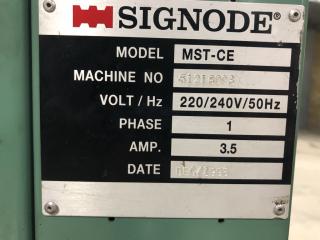 SIGNODE®
MODEL MST-CE
MACHINE NO
VOLT / Hz 220/240V/50Hz
PHASE 1
AMP. 3.5
DATE